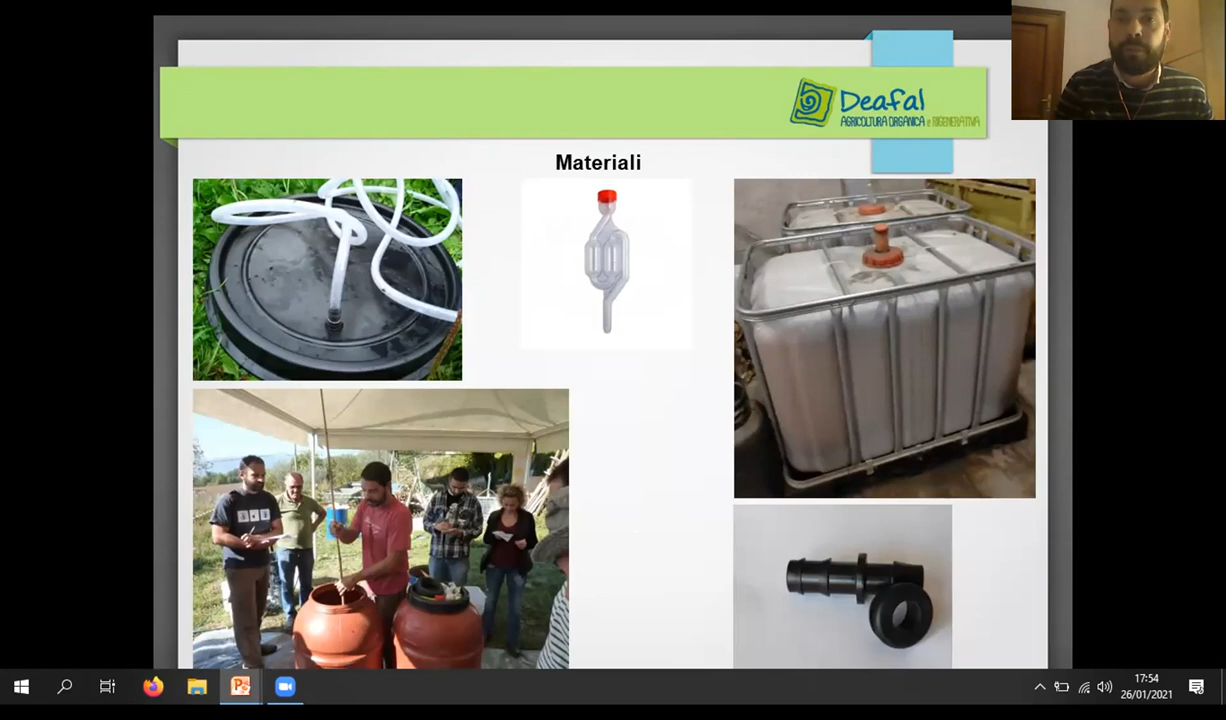 Deafal
AGRICOLTURA ORGANICA e RIGENERATIVA
Materiali
17:54
26/01/2021